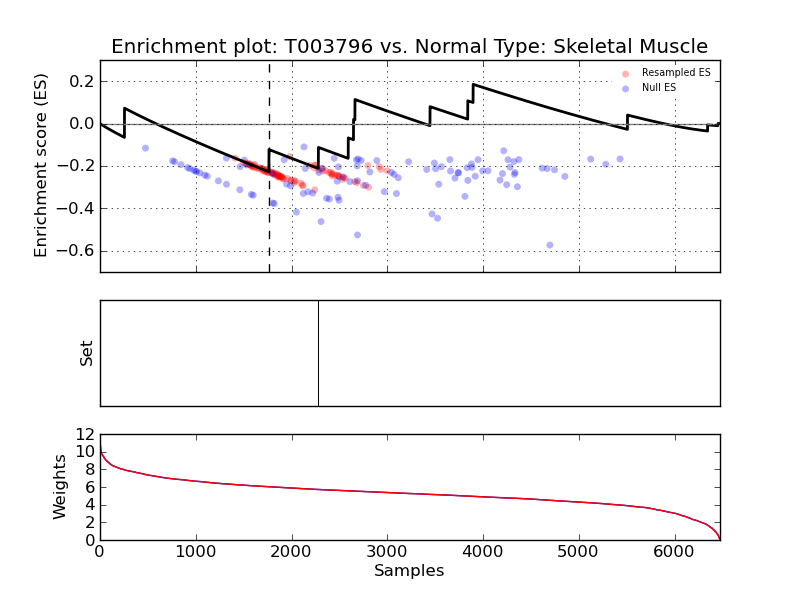 Enrichment plot: T003796 vs. Normal Type: Skeletal Muscle
Enrichment score (ES)
0.2
0.0
−0.2
−0.4
−0.6
Resampled ES
Null ES
Set
Weights
12
10
8
6
4
2
0
0 1000 2000 3000 4000 5000 6000
Samples